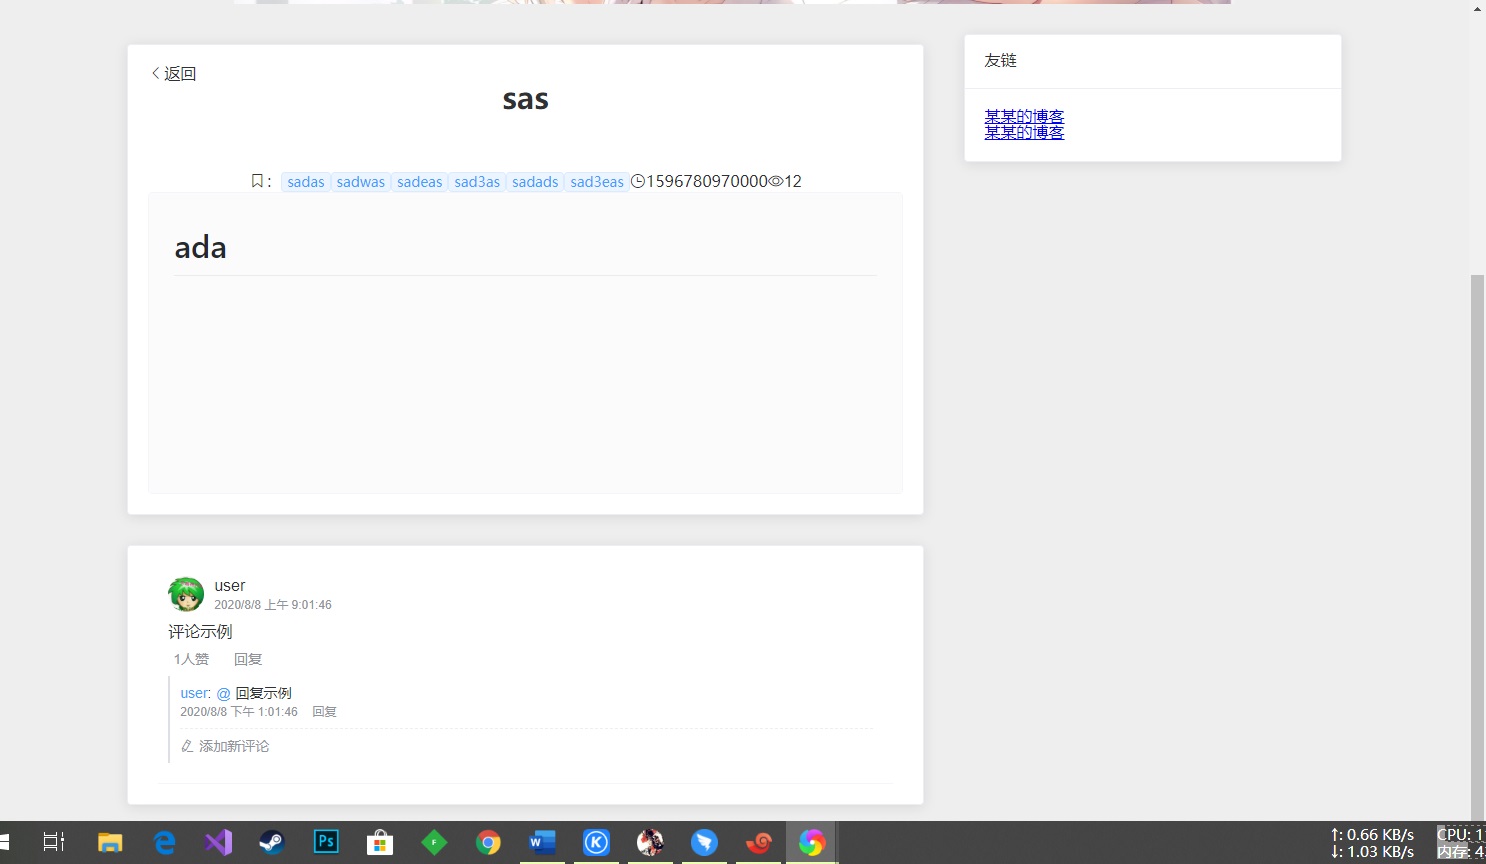 返回
sas
: sadas sadwas sadeas sad3as sadads sad3eas 1596780970000 12
ada
user
2020/8/8 上午 9:01:46
评论示例
1人赞 回复
user: @ 回复示例
2020/8/8 下午 1:01:46 回复
添加新评论
友链
某某的博客
某某的博客
Ps
F
W
K
↑: 0.66 KB/s
↓: 1.03 KB/s
CPU: 1
内存: 4